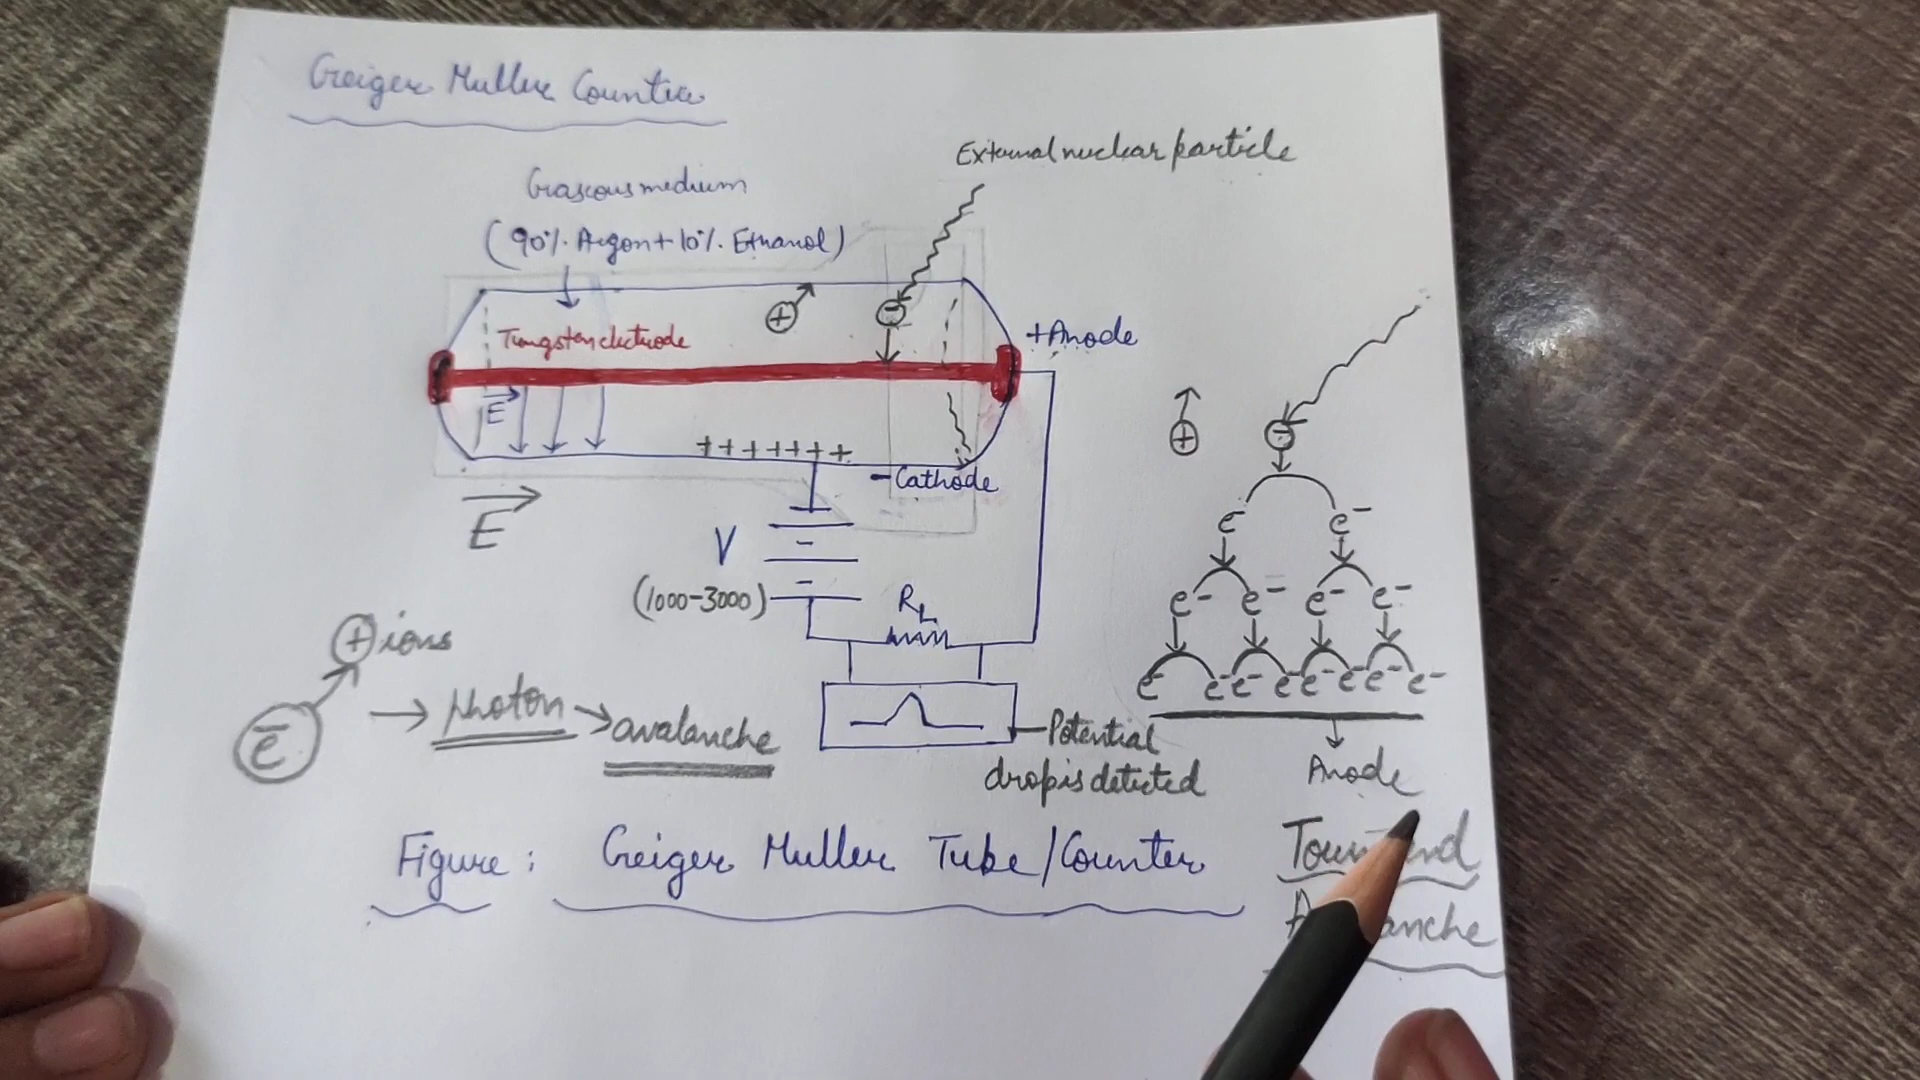 Geiger Muller Counter
External nuclear particle
Gaseous medium
(90%. Argon + 10%. Ethanol)
+
-
Tungsten electrode
+Anode
E
+ + + + + + +
- Cathode
E
V
(1000-3000)
RL
+ ions
e-
→ photon → avalanche
Potential
drop is detected
+
-
e- e-
e- e- e- e-
e- e- e- e- e- e- e- e-
Anode
Figure: Geiger Muller Tube/Counter